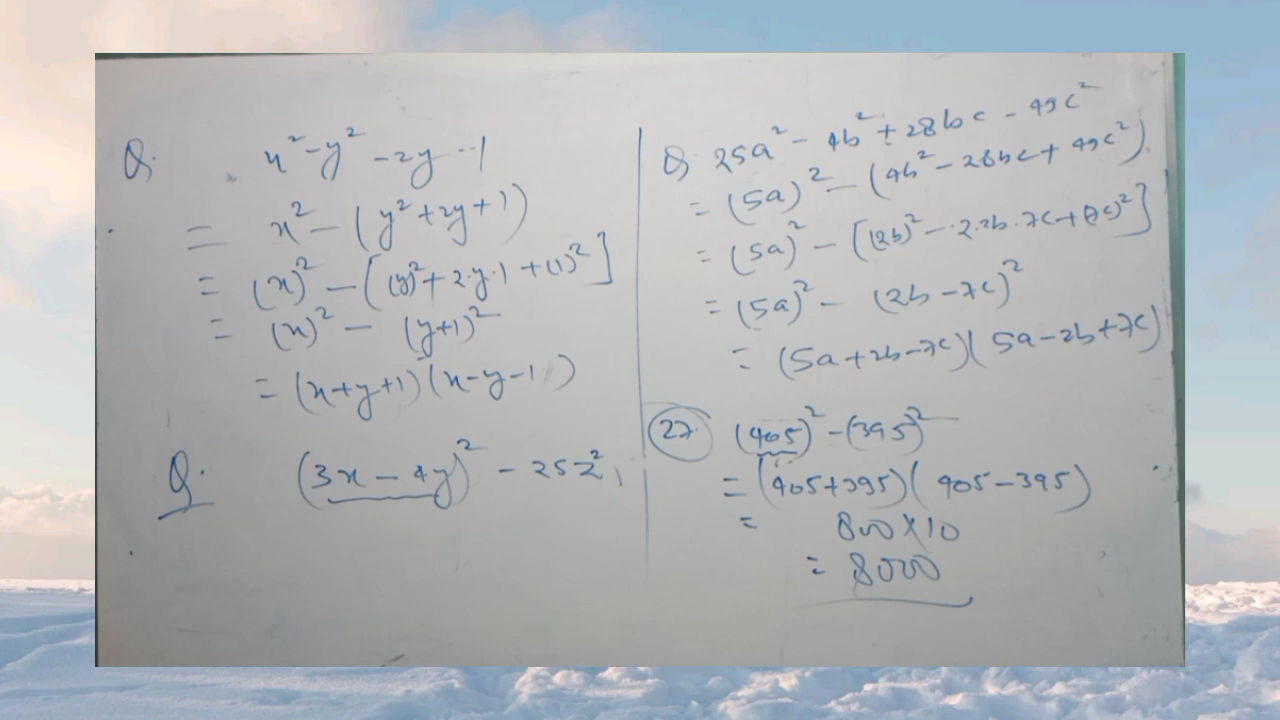 Q. x² - y² - 2y - 1
= x² - (y² + 2y + 1)
= (x)² - [(y)² + 2·y·1 + (1)²]
= (x)² - (y+1)²
= (x+y+1)(x-y-1)
Q. (3x - 4y)² - 25z²
Q. 25a² - 4b² + 28bc - 49c²
= (5a)² - (4b² - 28bc + 49c²)
= (5a)² - [(2b)² - 2·2b·7c + (7c)²]
= (5a)² - (2b - 7c)²
= (5a+2b-7c)(5a-2b+7c)
27. (405)² - (395)²
= (405+395)(405-395)
= 800 × 10
= 8000